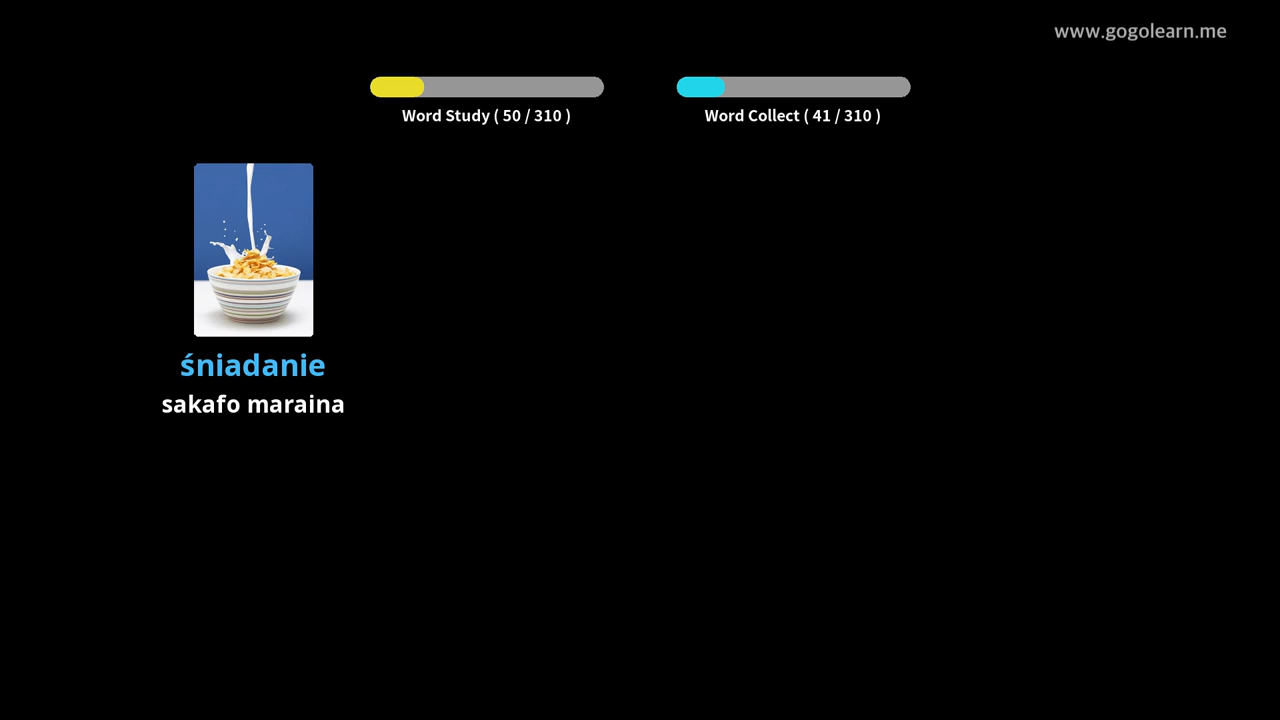 www.gogolearn.me
Word Study ( 50 / 310 )
Word Collect ( 41 / 310 )
śniadanie
sakafo maraina